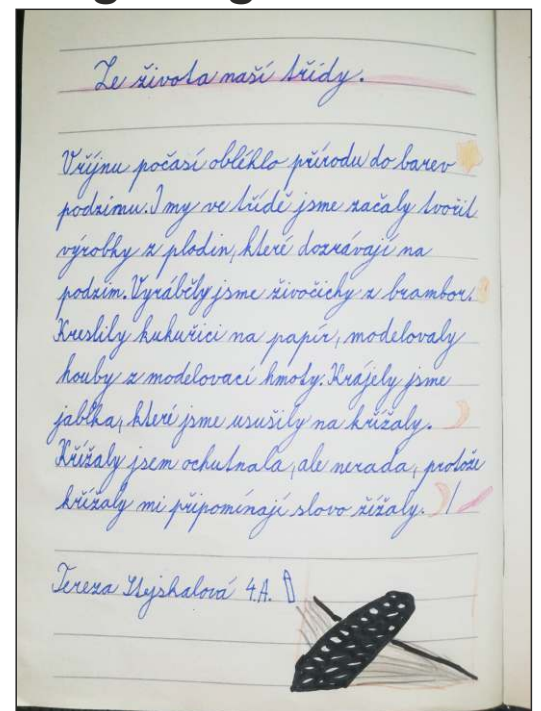 Ze života naší třídy.
V říjnu počasí obléklo přírodu do barev
podzimu. I my ve třídě jsme začaly tvořit
výrobky z plodin, které dozrávají na
podzim. Vyráběly jsme živočichy z brambor.
Kreslily kukuřici na papír, modelovaly
houby z modelovací hmoty. Krájely jsme
jablka, které jsme usušily na křížaly.
Křížaly jsem ochutnala, ale nerada, protože
křížaly mi připomínají slovo žížaly.
Tereza Stejskalová 4.A.